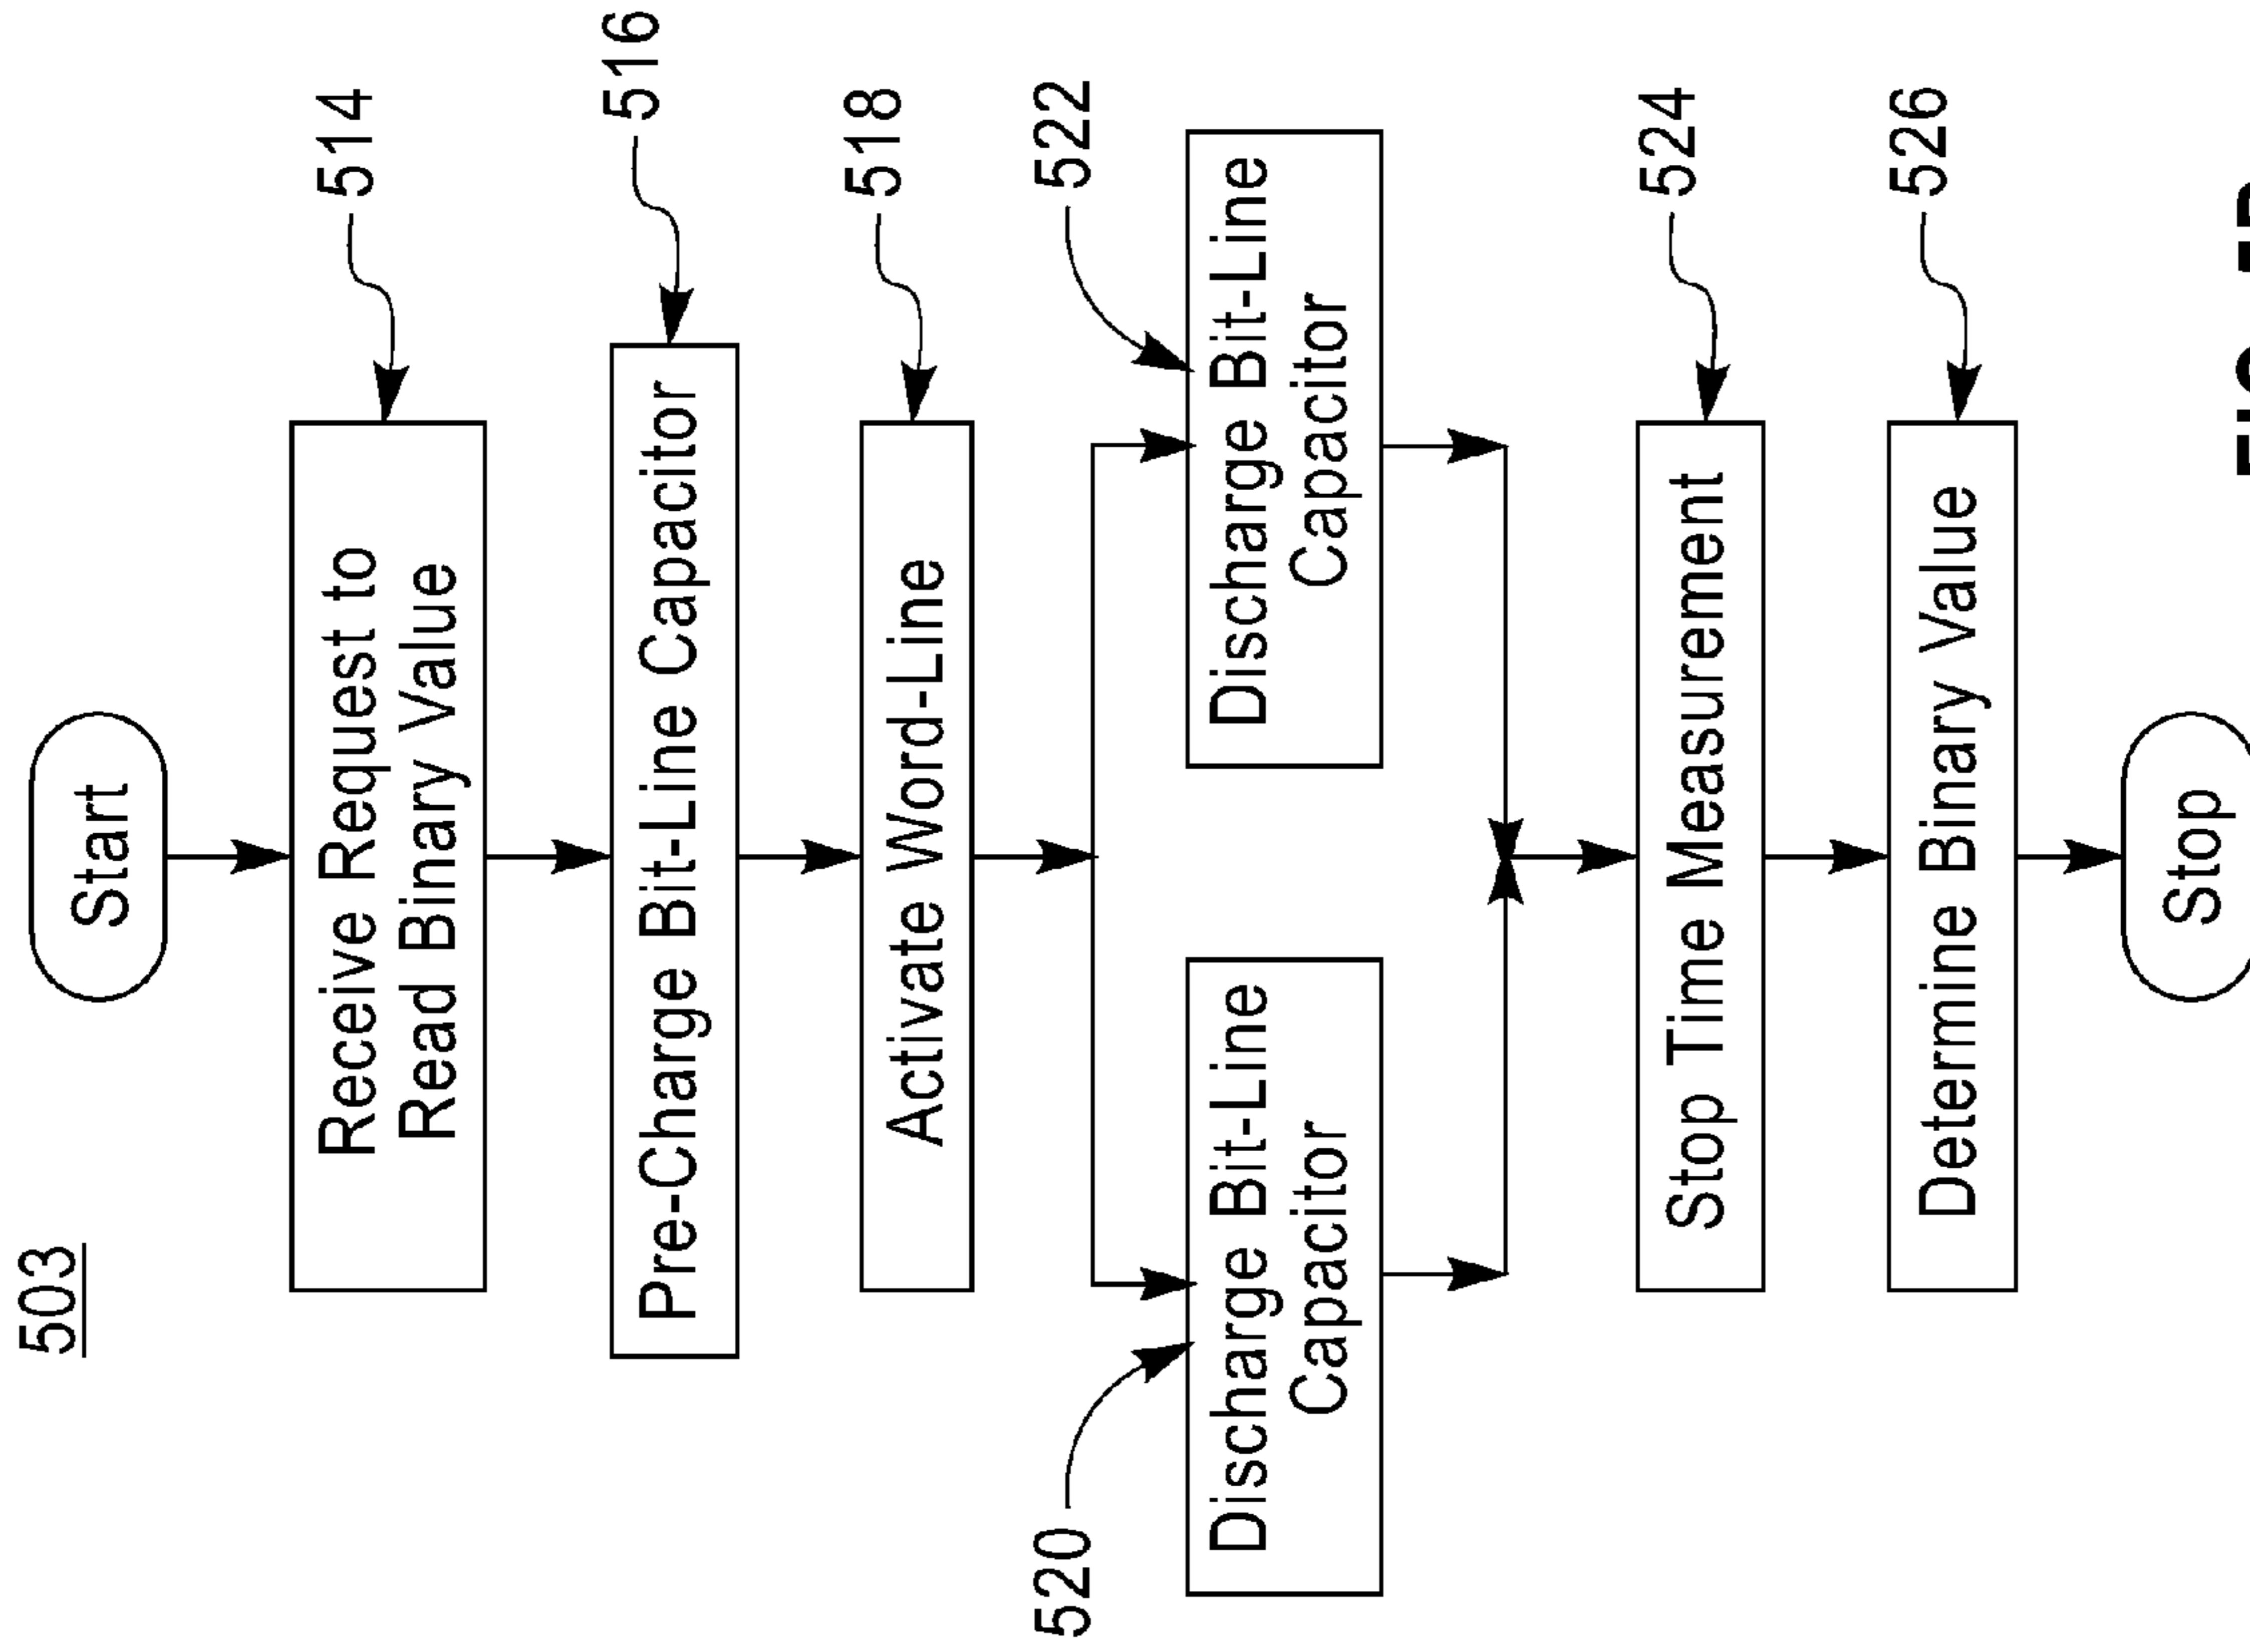 503
Start
514
Receive Request to
Read Binary Value
516
Pre-Charge Bit-Line Capacitor
518
Activate Word-Line
520
Discharge Bit-Line
Capacitor
522
Discharge Bit-Line
Capacitor
524
Stop Time Measurement
526
Determine Binary Value
Stop